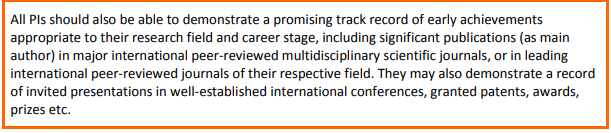 All PIs should also be able to demonstrate a promising track record of early achievements
appropriate to their research field and career stage, including significant publications (as main
author) in major international peer-reviewed multidisciplinary scientific journals, or in leading
international peer-reviewed journals of their respective field. They may also demonstrate a record
of invited presentations in well-established international conferences, granted patents, awards,
prizes etc.